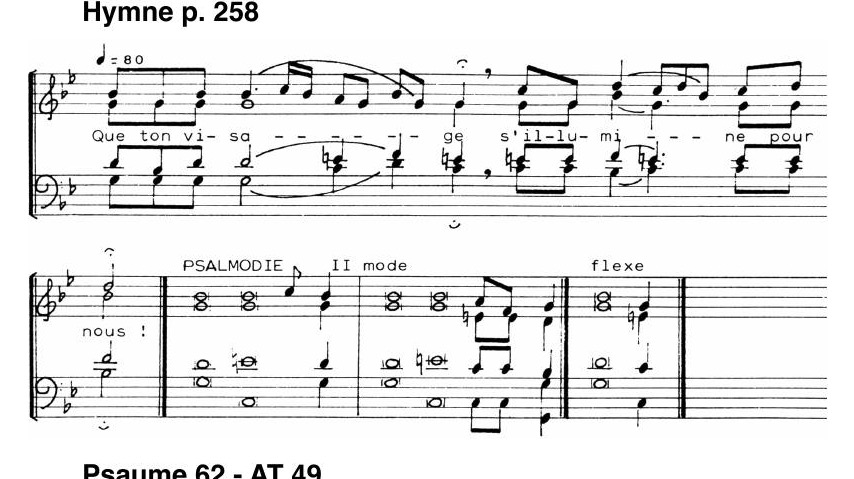 Hymne p. 258
♩=80
Que ton vi- sa - - - - - - ge s'il-lu- mi - - - ne pour
PSALMODIE II mode flexe
nous !
Psaume 62 - AT 49